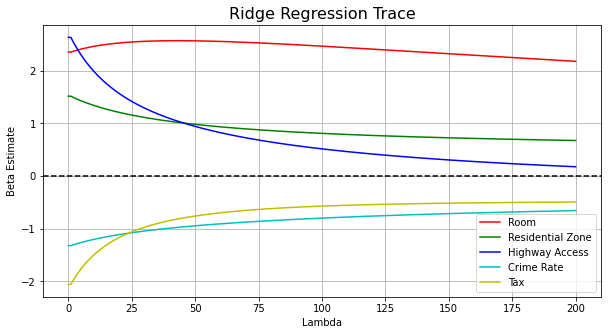 Ridge Regression Trace
Beta Estimate
2
1
0
−1
−2
0 25 50 75 100 125 150 175 200
Lambda
Room
Residential Zone
Highway Access
Crime Rate
Tax